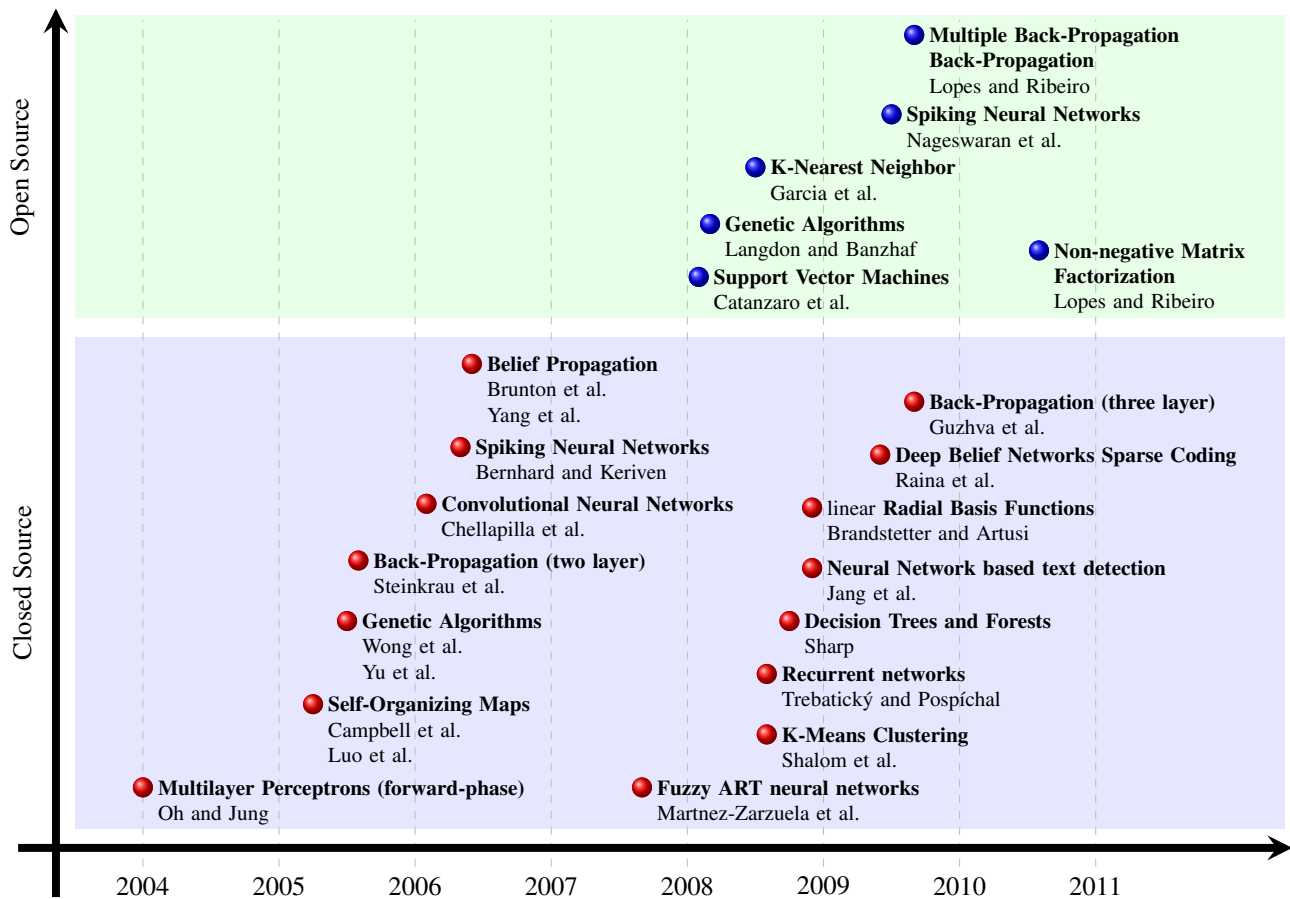 Open Source
Multiple Back-Propagation
Back-Propagation
Lopes and Ribeiro
Spiking Neural Networks
Nageswaran et al.
K-Nearest Neighbor
Garcia et al.
Genetic Algorithms
Langdon and Banzhaf
Support Vector Machines
Catanzaro et al.
Non-negative Matrix
Factorization
Lopes and Ribeiro
Closed Source
Belief Propagation
Brunton et al.
Yang et al.
Spiking Neural Networks
Bernhard and Keriven
Convolutional Neural Networks
Chellapilla et al.
Back-Propagation (two layer)
Steinkrau et al.
Genetic Algorithms
Wong et al.
Yu et al.
Self-Organizing Maps
Campbell et al.
Luo et al.
Multilayer Perceptrons (forward-phase)
Oh and Jung
Back-Propagation (three layer)
Guzhva et al.
Deep Belief Networks Sparse Coding
Raina et al.
linear Radial Basis Functions
Brandstetter and Artusi
Neural Network based text detection
Jang et al.
Decision Trees and Forests
Sharp
Recurrent networks
Trebatický and Pospíchal
K-Means Clustering
Shalom et al.
Fuzzy ART neural networks
Martnez-Zarzuela et al.
2004 2005 2006 2007 2008 2009 2010 2011